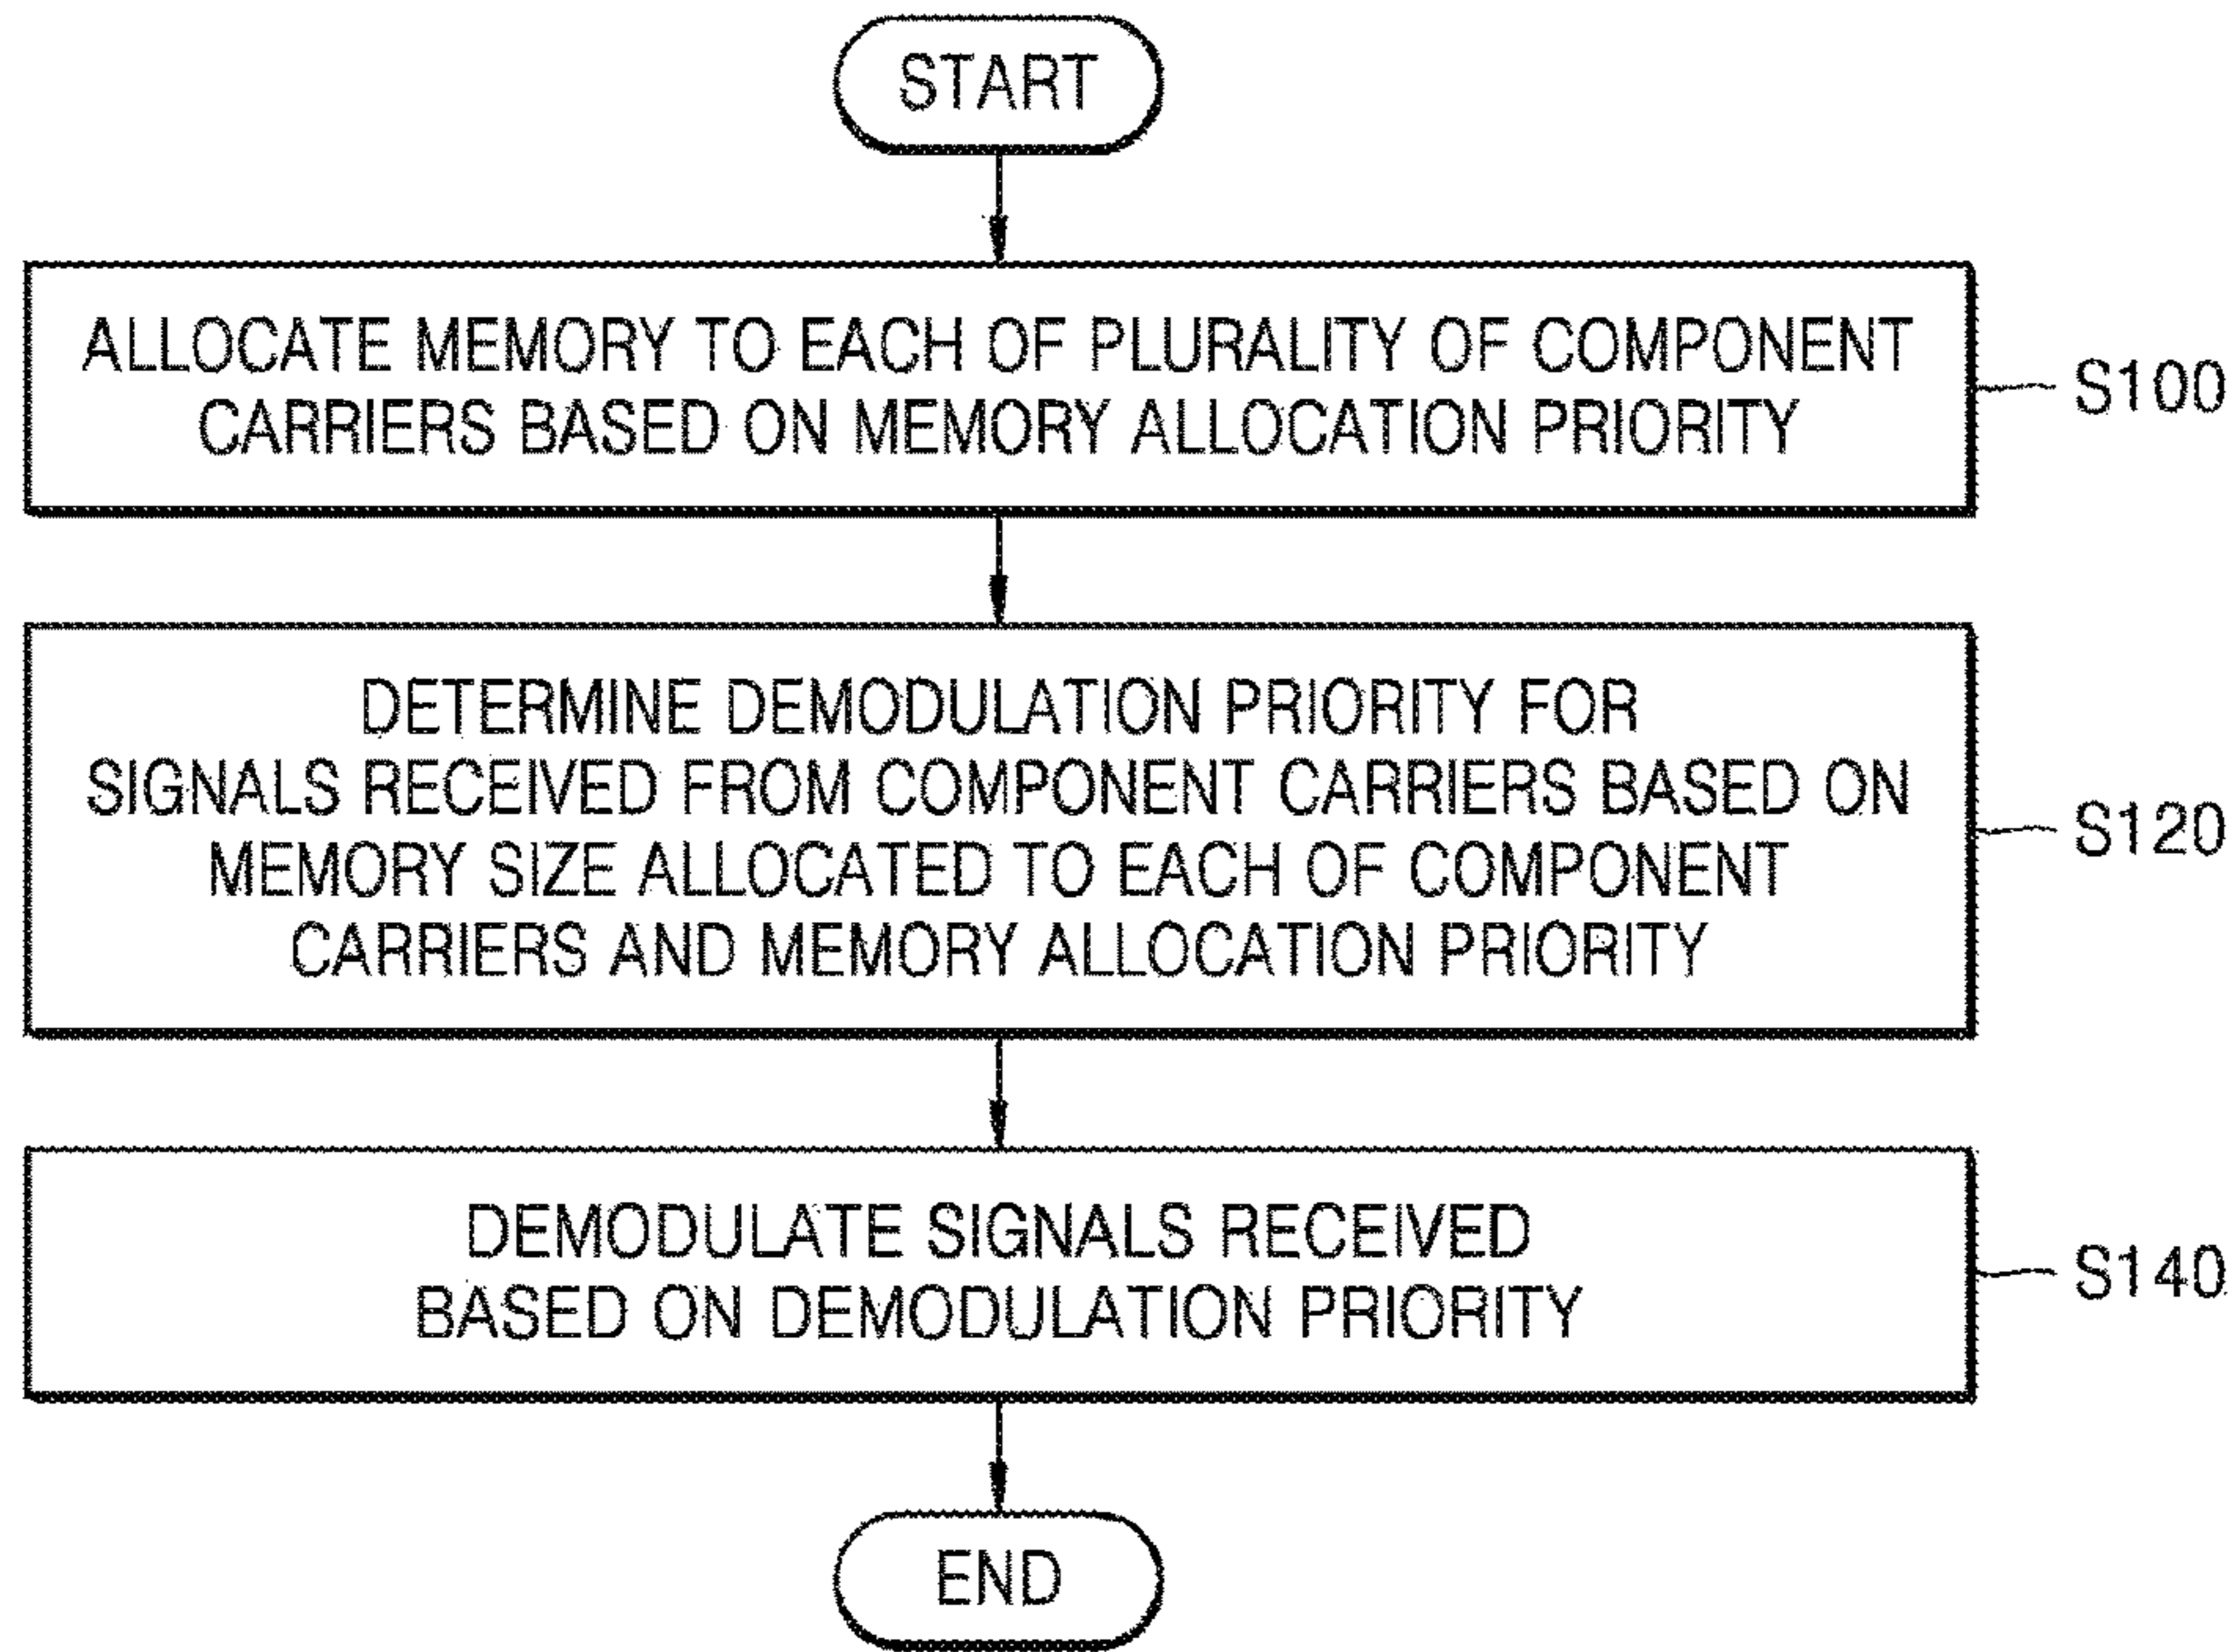 START
ALLOCATE MEMORY TO EACH OF PLURALITY OF COMPONENT
CARRIERS BASED ON MEMORY ALLOCATION PRIORITY
S100
DETERMINE DEMODULATION PRIORITY FOR
SIGNALS RECEIVED FROM COMPONENT CARRIERS BASED ON
MEMORY SIZE ALLOCATED TO EACH OF COMPONENT
CARRIERS AND MEMORY ALLOCATION PRIORITY
S120
DEMODULATE SIGNALS RECEIVED
BASED ON DEMODULATION PRIORITY
S140
END